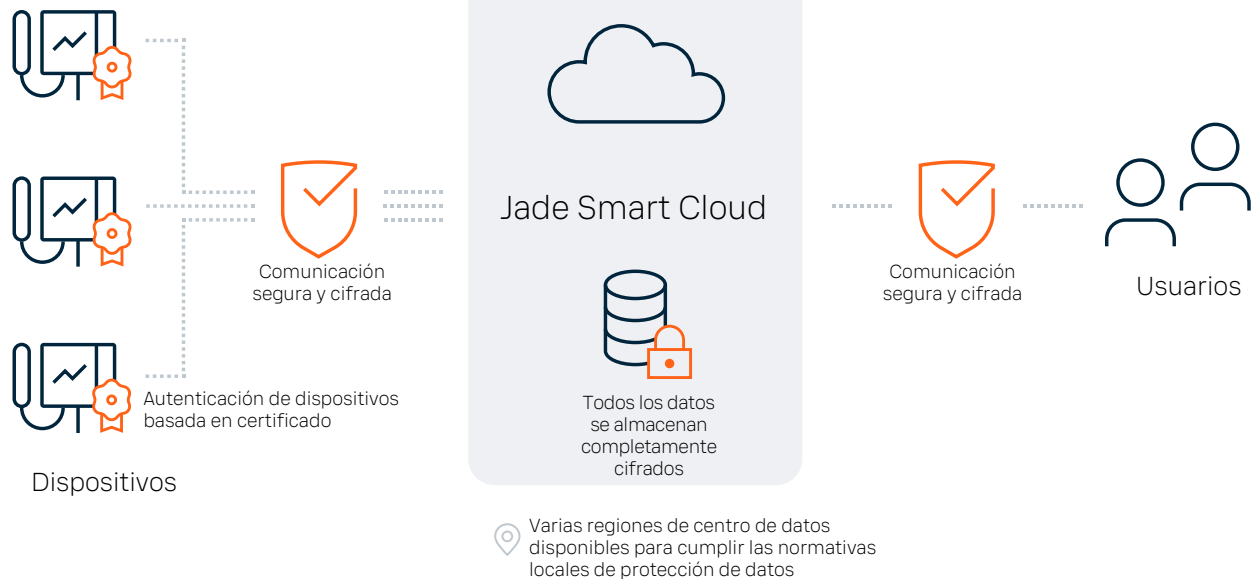 Jade Smart Cloud
Comunicación
segura y cifrada
Comunicación
segura y cifrada
Usuarios
Autenticación de dispositivos
basada en certificado
Todos los datos
se almacenan
completamente
cifrados
Dispositivos
Varias regiones de centro de datos
disponibles para cumplir las normativas
locales de protección de datos